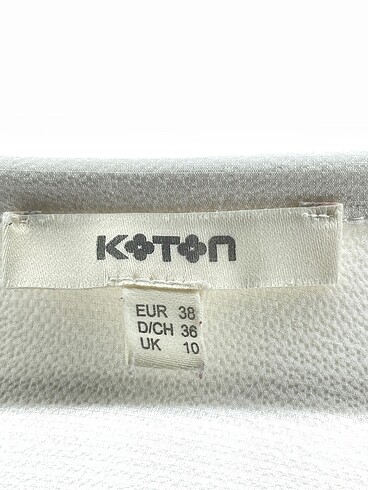 KOTON
EUR 38
D/CH 36
UK 10